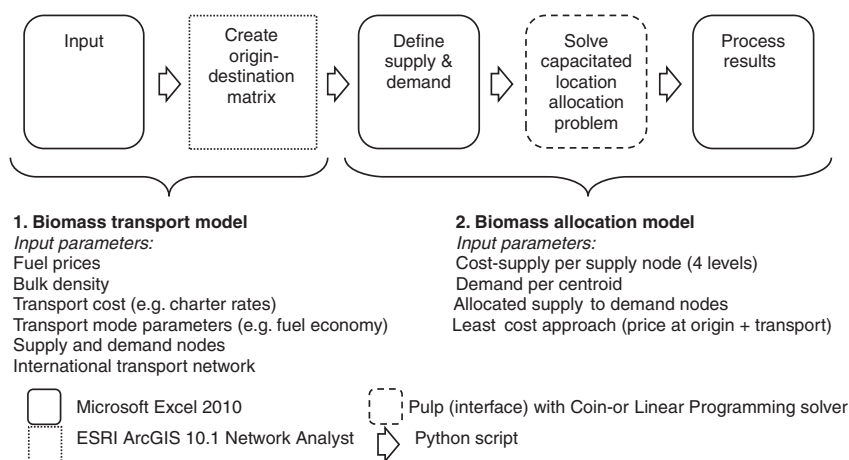 Input
Create
origin-
destination
matrix
Define
supply &
demand
Solve
capacitated
location
allocation
problem
Process
results
1. Biomass transport model
Input parameters:
Fuel prices
Bulk density
Transport cost (e.g. charter rates)
Transport mode parameters (e.g. fuel economy)
Supply and demand nodes
International transport network
2. Biomass allocation model
Input parameters:
Cost-supply per supply node (4 levels)
Demand per centroid
Allocated supply to demand nodes
Least cost approach (price at origin + transport)
Microsoft Excel 2010
Pulp (interface) with Coin-or Linear Programming solver
ESRI ArcGIS 10.1 Network Analyst
Python script